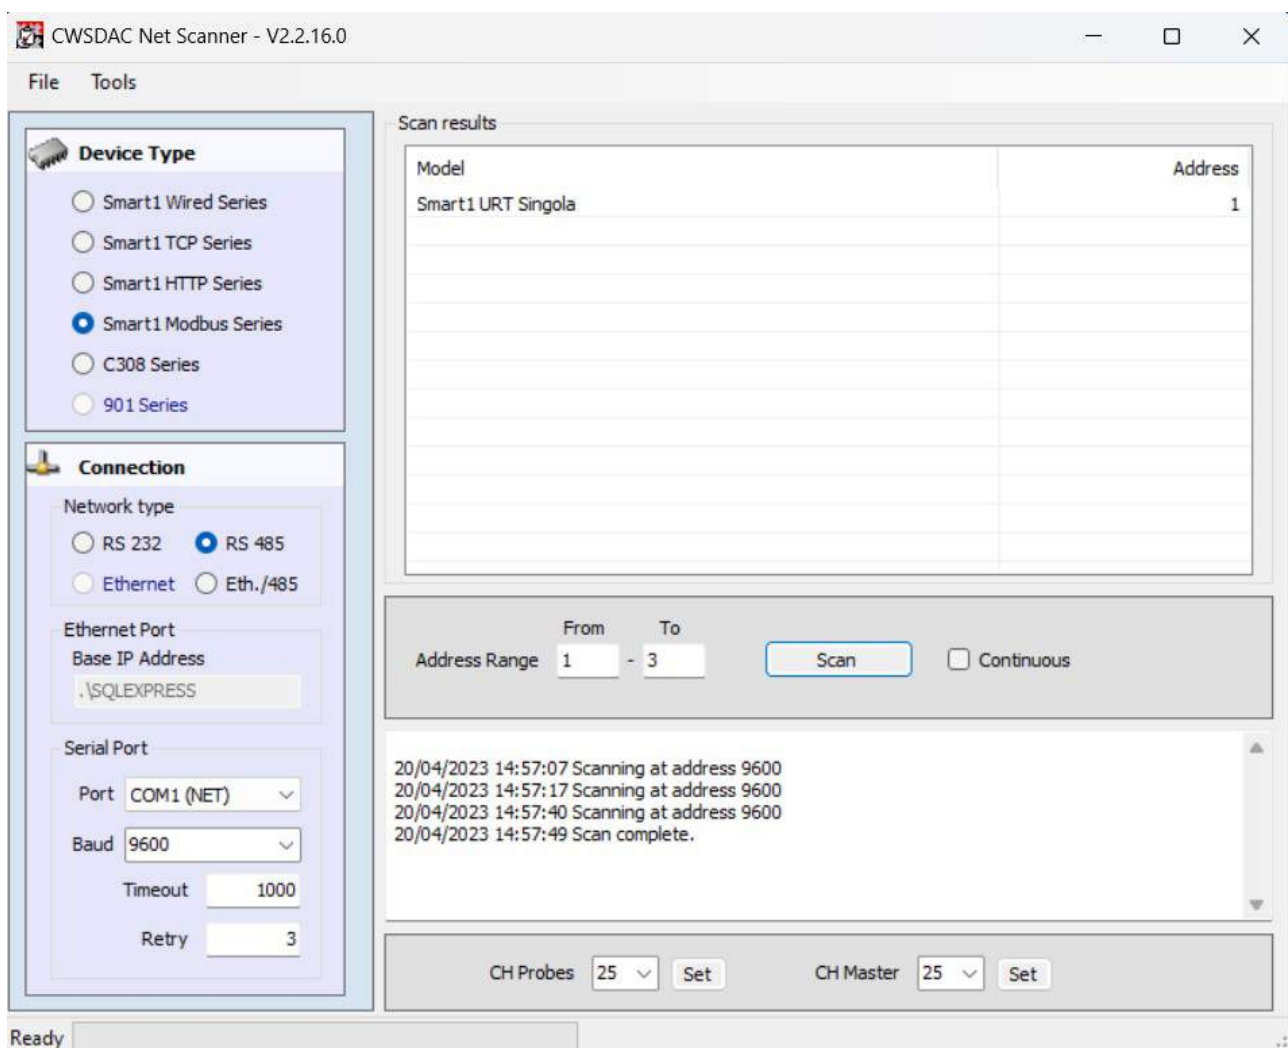 CWSDAC Net Scanner - V2.2.16.0
File Tools
Device Type
Smart1 Wired Series
Smart1 TCP Series
Smart1 HTTP Series
Smart1 Modbus Series
C308 Series
901 Series
Connection
Network type
RS 232 RS 485
Ethernet Eth./485
Ethernet Port
Base IP Address
.\SQLEXPRESS
Serial Port
Port COM1 (NET)
Baud 9600
Timeout 1000
Retry 3
Scan results
Model Address
Smart1 URT Singola 1
From To
Address Range 1 - 3 Scan Continuous
20/04/2023 14:57:07 Scanning at address 9600
20/04/2023 14:57:17 Scanning at address 9600
20/04/2023 14:57:40 Scanning at address 9600
20/04/2023 14:57:49 Scan complete.
CH Probes 25 Set CH Master 25 Set
Ready